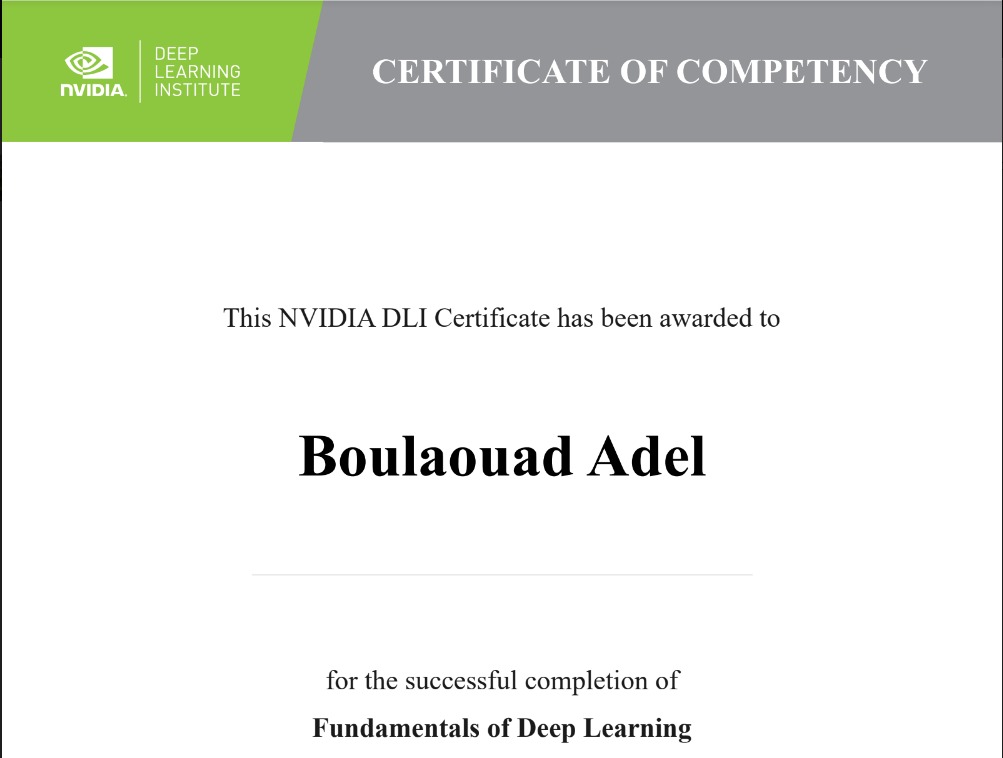 NVIDIA.
DEEP
LEARNING
INSTITUTE
CERTIFICATE OF COMPETENCY
This NVIDIA DLI Certificate has been awarded to
Boulaouad Adel
for the successful completion of
Fundamentals of Deep Learning